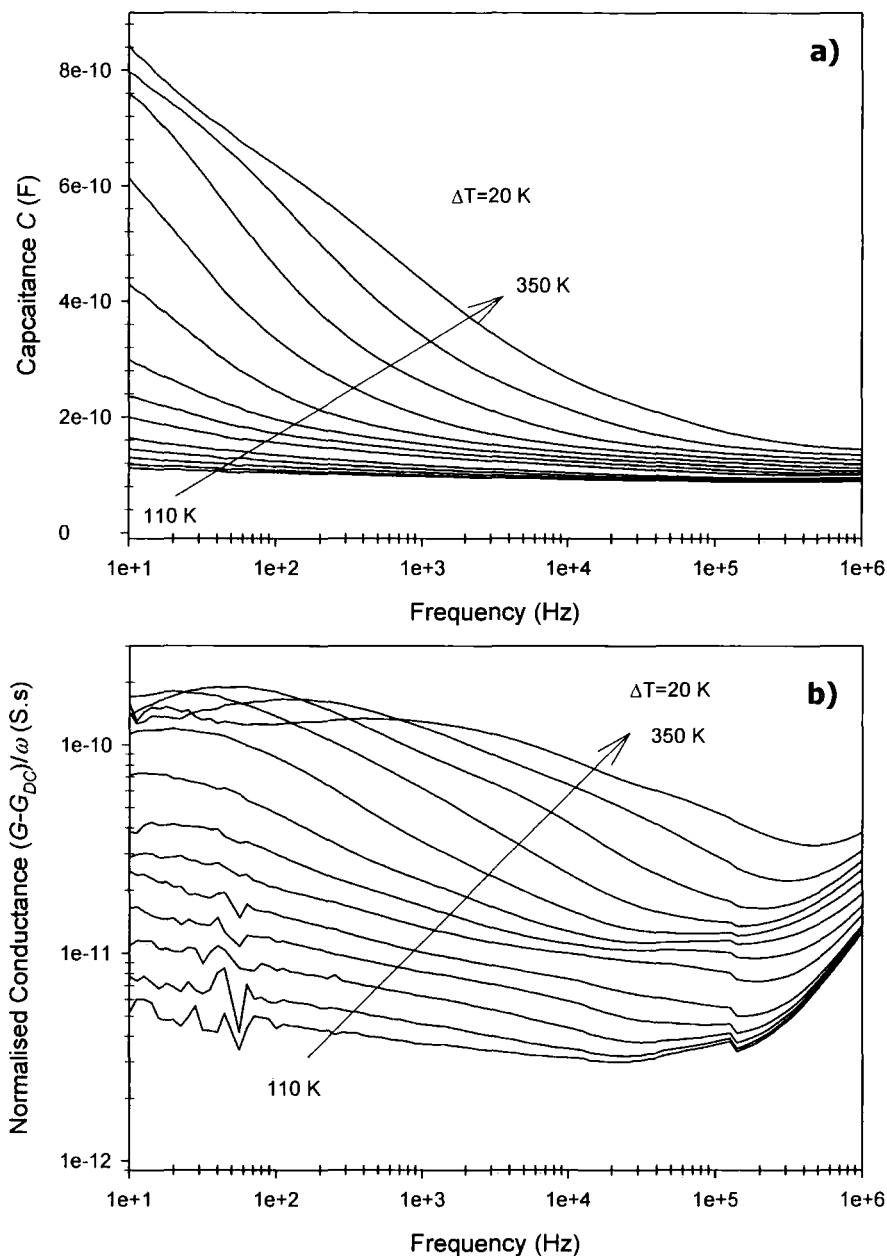 a)
8e-10
6e-10
4e-10
2e-10
0
Capcaitance C (F)
ΔT=20 K
350 K
110 K
1e+1 1e+2 1e+3 1e+4 1e+5 1e+6
Frequency (Hz)
b)
1e-10
1e-11
1e-12
Normalised Conductance (G-G_DC)/ω (S.s)
ΔT=20 K
350 K
110 K
1e+1 1e+2 1e+3 1e+4 1e+5 1e+6
Frequency (Hz)